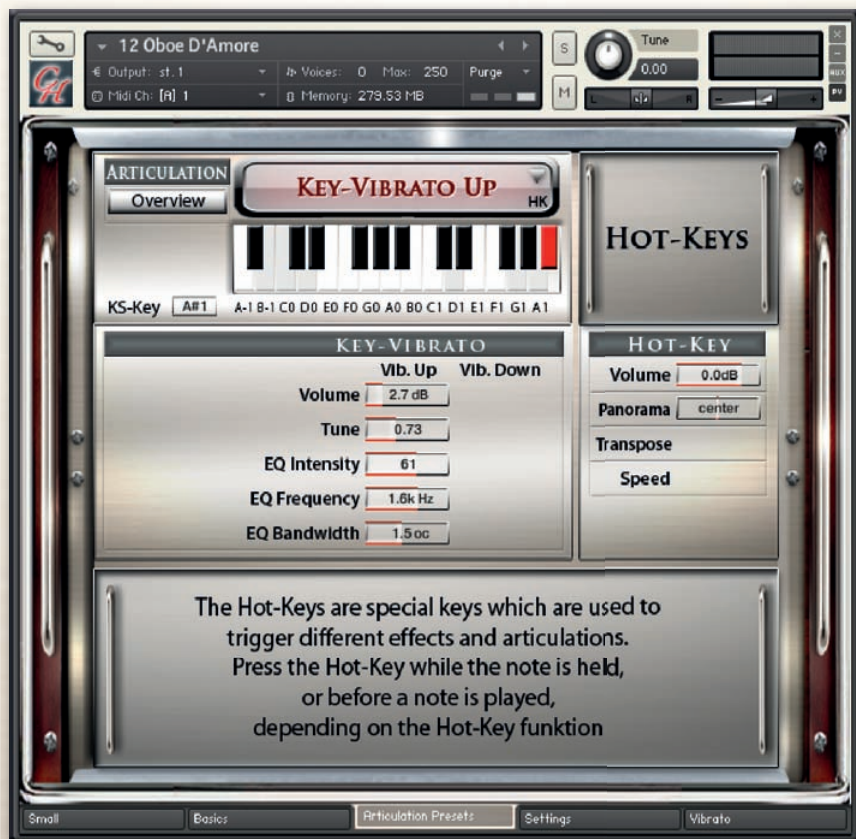 12 Oboe D'Amore
Output: st. 1
Voices: 0 Max: 250
Purge
Midi Ch: [A] 1
Memory: 279.53 MB
S
M
Tune
0.00
L R
- +
×
-
AUX
PV
GH
ARTICULATION
Overview
KEY-VIBRATO UP
HK
HOT-KEYS
KS-Key A#1
A-1 B-1 C0 D0 E0 F0 G0 A0 B0 C1 D1 E1 F1 G1 A1
KEY-VIBRATO
Vib. Up Vib. Down
Volume 2.7 dB
Tune 0.73
EQ Intensity 61
EQ Frequency 1.6k Hz
EQ Bandwidth 1.5 oc
HOT-KEY
Volume 0.0dB
Panorama center
Transpose
Speed
The Hot-Keys are special keys which are used to
trigger different effects and articulations.
Press the Hot-Key while the note is held,
or before a note is played,
depending on the Hot-Key funktion
Small
Basics
Articulation Presets
Settings
Vibrato